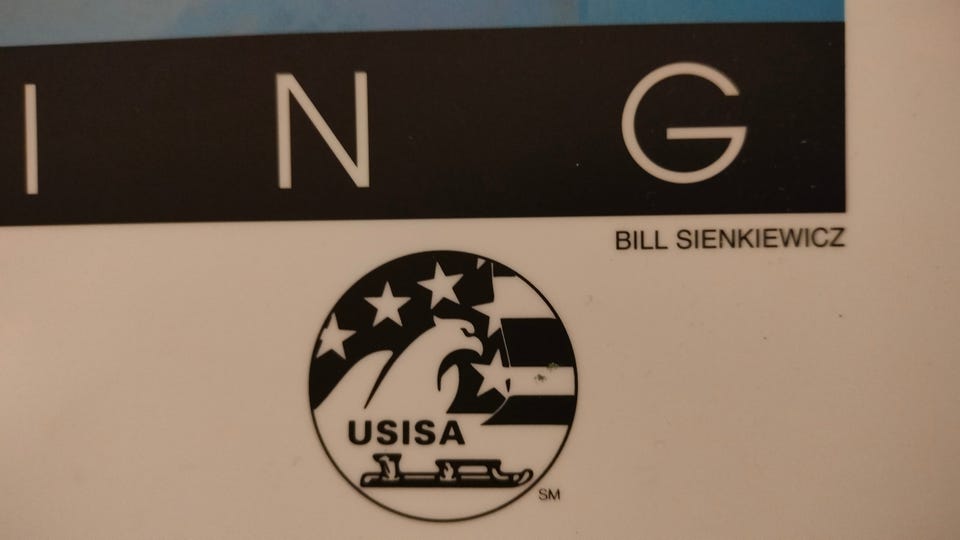 I N G
BILL SIENKIEWICZ
USISA
SM